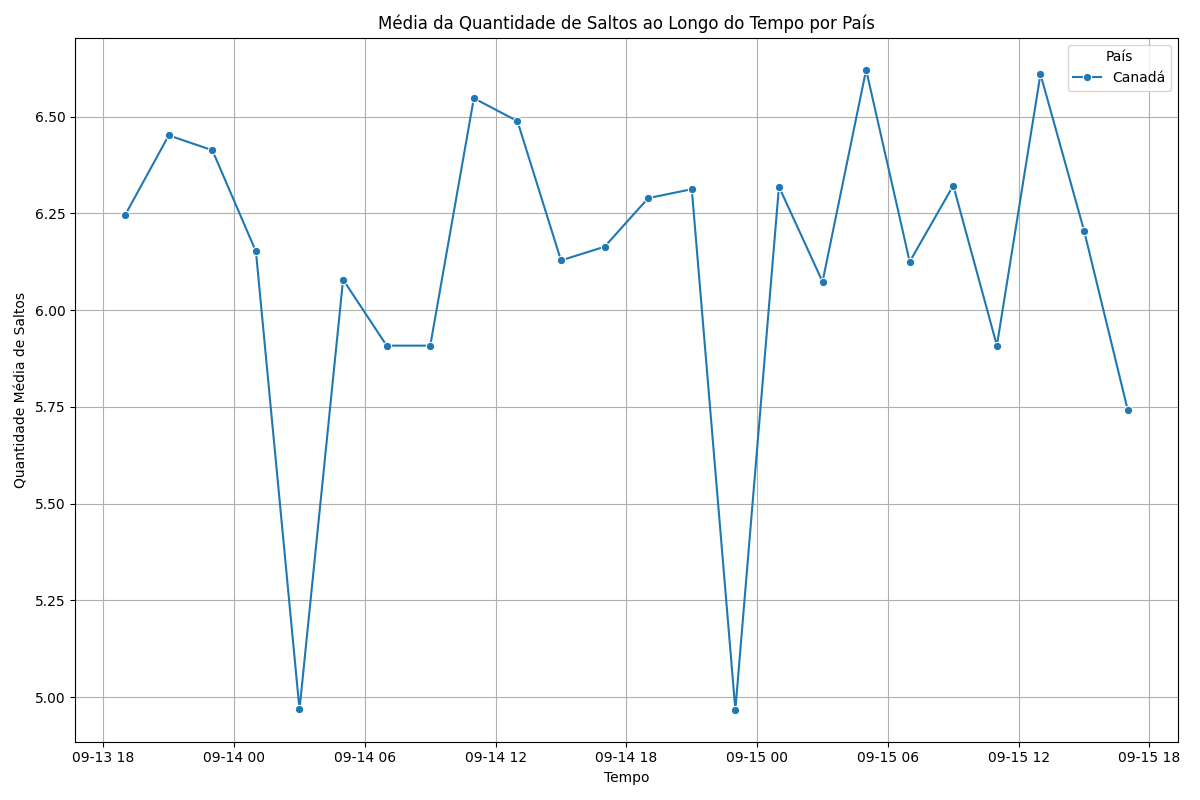 Média da Quantidade de Saltos ao Longo do Tempo por País
País
Canadá
Quantidade Média de Saltos
6.50
6.25
6.00
5.75
5.50
5.25
5.00
09-13 18 09-14 00 09-14 06 09-14 12 09-14 18 09-15 00 09-15 06 09-15 12 09-15 18
Tempo